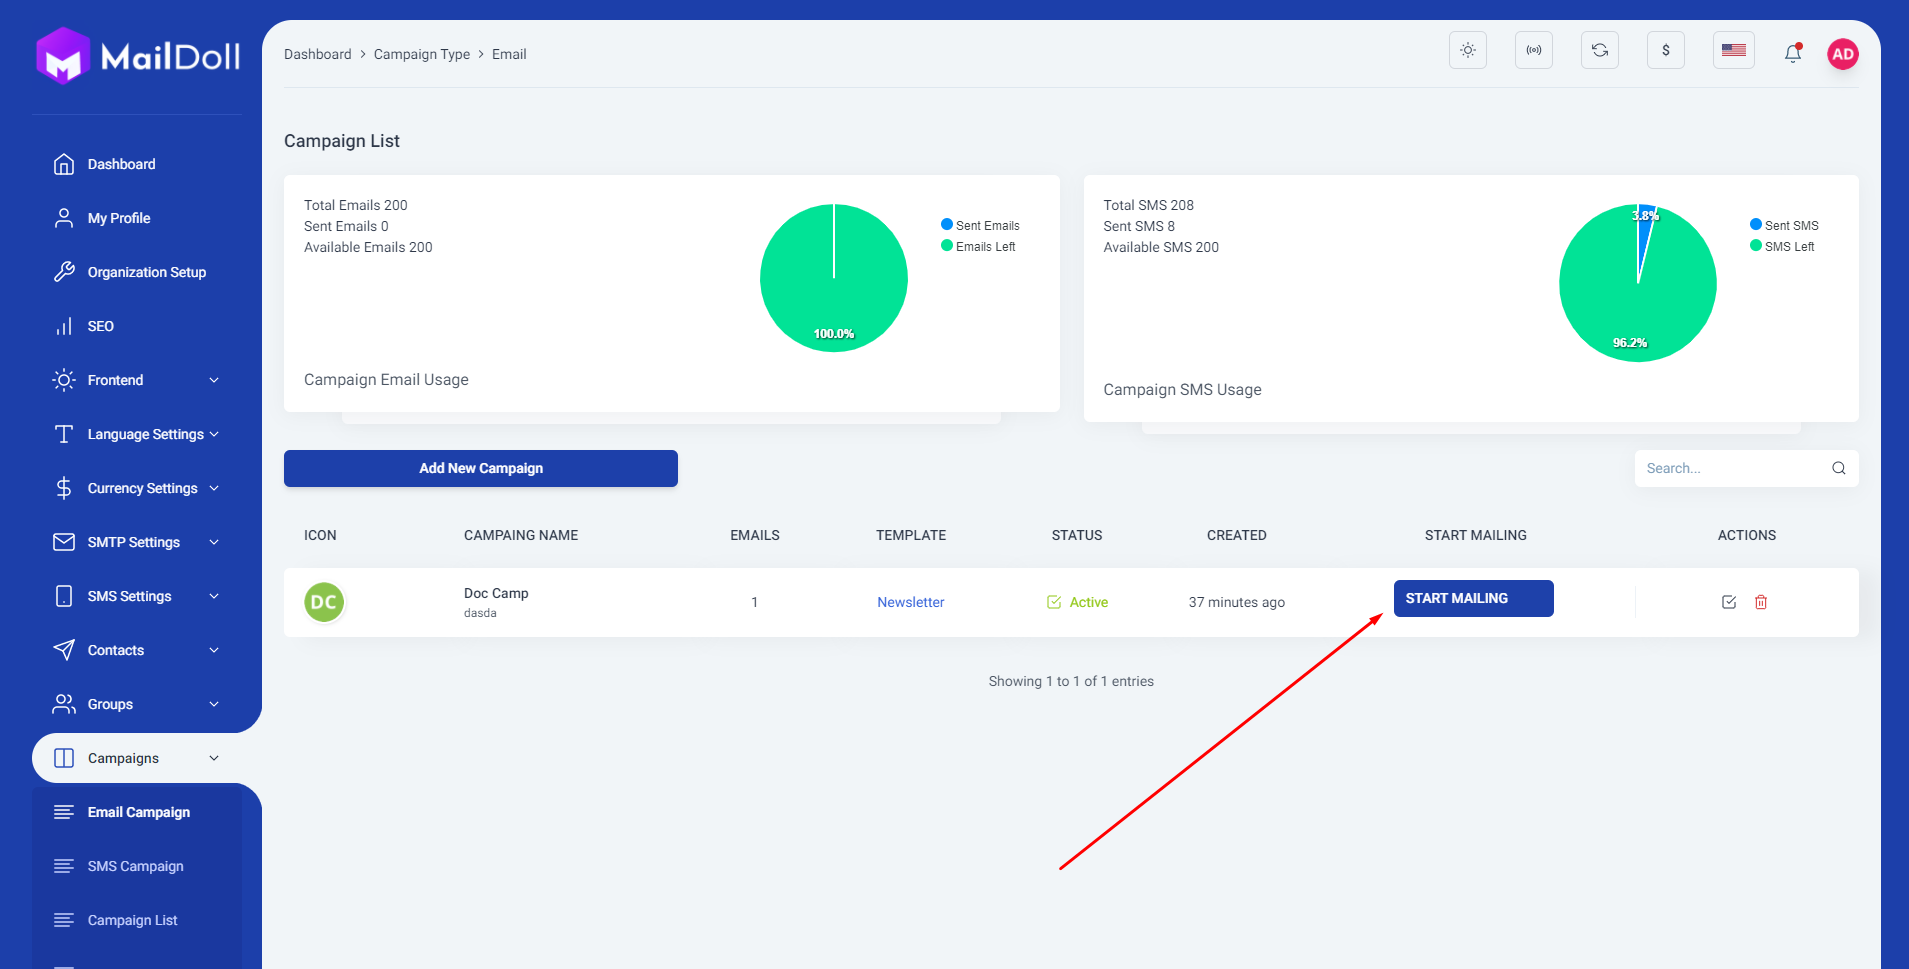 MailDoll
Dashboard > Campaign Type > Email
$
AD
Dashboard
My Profile
Organization Setup
SEO
Frontend
Language Settings
Currency Settings
SMTP Settings
SMS Settings
Contacts
Groups
Campaigns
Email Campaign
SMS Campaign
Campaign List
Campaign List
Total Emails 200
Sent Emails 0
Available Emails 200
100.0%
Sent Emails
Emails Left
Campaign Email Usage
Total SMS 208
Sent SMS 8
Available SMS 200
3.8%
96.2%
Sent SMS
SMS Left
Campaign SMS Usage
Add New Campaign
Search...
ICON CAMPAING NAME EMAILS TEMPLATE STATUS CREATED START MAILING ACTIONS
DC Doc Camp 1 Newsletter Active 37 minutes ago START MAILING
dasda
Showing 1 to 1 of 1 entries